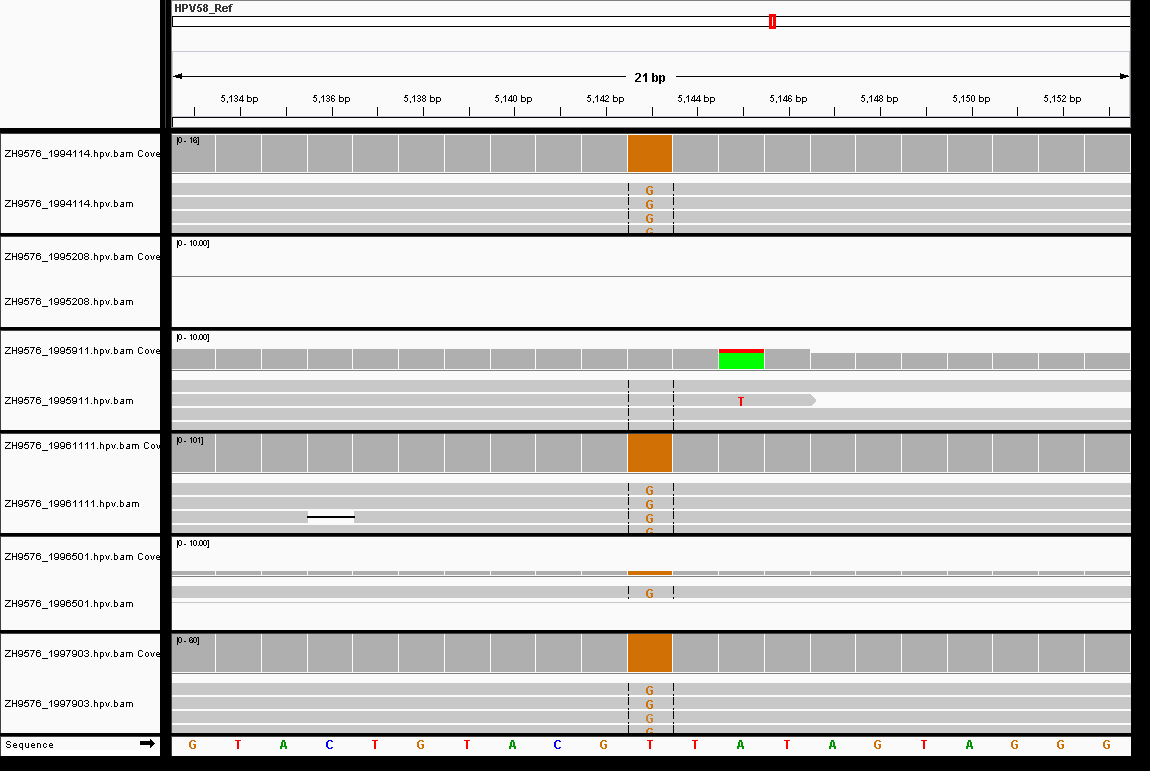 HPV58_Ref
21 bp
5,134 bp 5,136 bp 5,138 bp 5,140 bp 5,142 bp 5,144 bp 5,146 bp 5,148 bp 5,150 bp 5,152 bp
[0 - 16]
ZH9576_1994114.hpv.bam Cove
G
ZH9576_1994114.hpv.bam
G
G
G
[0 - 10.00]
ZH9576_1995208.hpv.bam Cove
ZH9576_1995208.hpv.bam
[0 - 10.00]
ZH9576_1995911.hpv.bam Cove
ZH9576_1995911.hpv.bam
T
[0 - 101]
ZH9576_19961111.hpv.bam Cov
G
ZH9576_19961111.hpv.bam
G
G
G
[0 - 10.00]
ZH9576_1996501.hpv.bam Cove
G
ZH9576_1996501.hpv.bam
[0 - 60]
ZH9576_1997903.hpv.bam Cove
G
ZH9576_1997903.hpv.bam
G
G
G
Sequence G T A C T G T A C G T T A T A G T A G G G